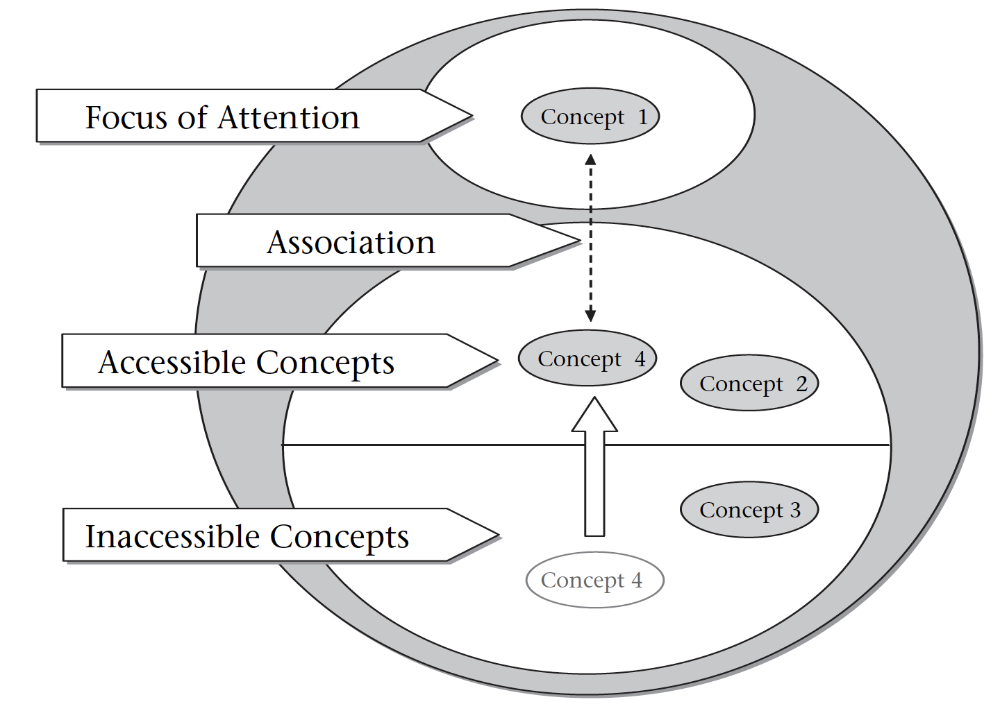 Focus of Attention
Concept 1
Association
Accessible Concepts
Concept 4
Concept 2
Inaccessible Concepts
Concept 3
Concept 4